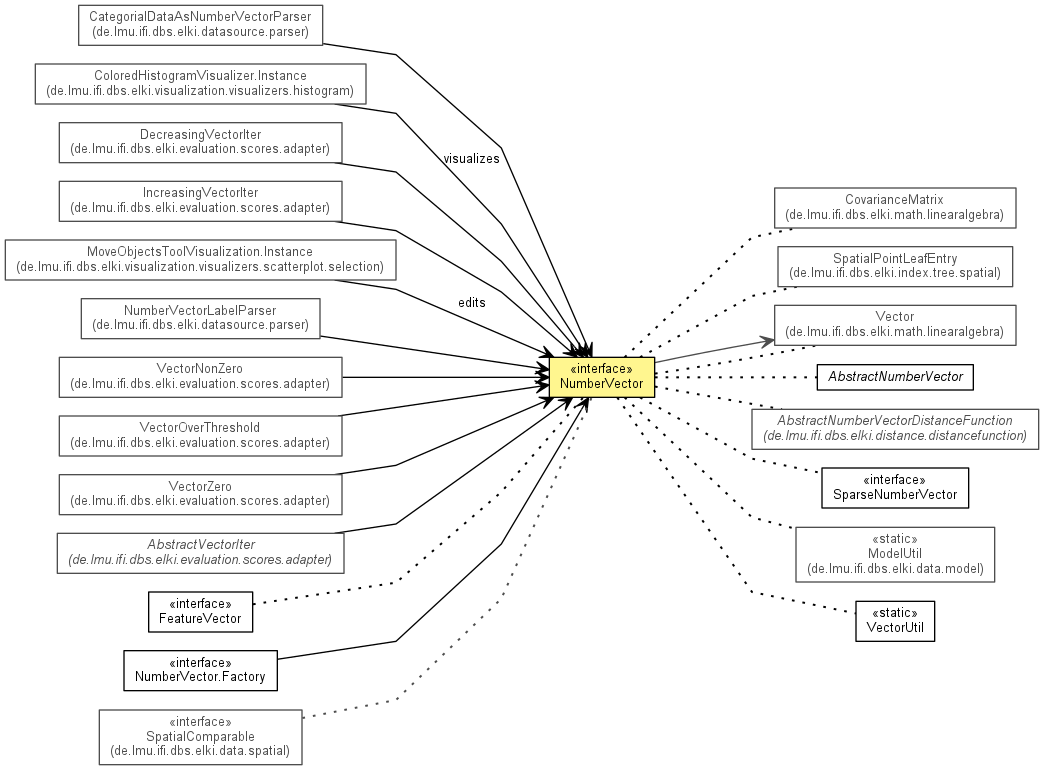 CategorialDataAsNumberVectorParser
(de.lmu.ifi.dbs.elki.datasource.parser)
ColoredHistogramVisualizer.Instance
(de.lmu.ifi.dbs.elki.visualization.visualizers.histogram)
DecreasingVectorIter
(de.lmu.ifi.dbs.elki.evaluation.scores.adapter)
visualizes
IncreasingVectorIter
(de.lmu.ifi.dbs.elki.evaluation.scores.adapter)
MoveObjectsToolVisualization.Instance
(de.lmu.ifi.dbs.elki.visualization.visualizers.scatterplot.selection)
edits
NumberVectorLabelParser
(de.lmu.ifi.dbs.elki.datasource.parser)
VectorNonZero
(de.lmu.ifi.dbs.elki.evaluation.scores.adapter)
VectorOverThreshold
(de.lmu.ifi.dbs.elki.evaluation.scores.adapter)
VectorZero
(de.lmu.ifi.dbs.elki.evaluation.scores.adapter)
AbstractVectorIter
(de.lmu.ifi.dbs.elki.evaluation.scores.adapter)
«interface»
FeatureVector
«interface»
NumberVector.Factory
«interface»
SpatialComparable
(de.lmu.ifi.dbs.elki.data.spatial)
«interface»
NumberVector
CovarianceMatrix
(de.lmu.ifi.dbs.elki.math.linearalgebra)
SpatialPointLeafEntry
(de.lmu.ifi.dbs.elki.index.tree.spatial)
Vector
(de.lmu.ifi.dbs.elki.math.linearalgebra)
AbstractNumberVector
AbstractNumberVectorDistanceFunction
(de.lmu.ifi.dbs.elki.distance.distancefunction)
«interface»
SparseNumberVector
«static»
ModelUtil
(de.lmu.ifi.dbs.elki.data.model)
«static»
VectorUtil